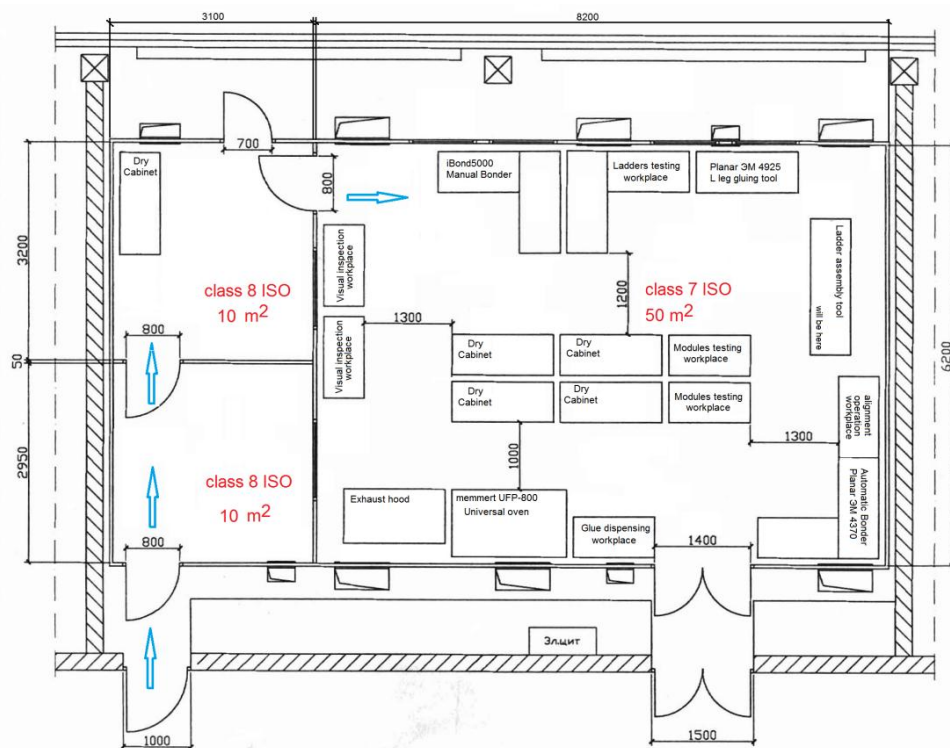 3100
8200
700
Dry
Cabinet
800
iBond5000
Manual Bonder
Ladders testing
workplace
Planar ЭМ 4925
L leg gluing tool
3200
Visual inspection
workplace
class 8 ISO
10 m2
class 7 ISO
50 m2
1200
Ladder assembly tool
will be here
800
1300
Visual inspection
workplace
50
Dry
Cabinet
Dry
Cabinet
Modules testing
workplace
6200
Dry
Cabinet
Dry
Cabinet
Modules testing
workplace
alignment
operation
workplace
2950
1000
1300
class 8 ISO
10 m2
Exhaust hood
memmert UFP-800
Universal oven
Automatic Bonder
Planar ЭМ 4370
800
Glue dispensing
workplace
1400
Эл.щит
1000
1500